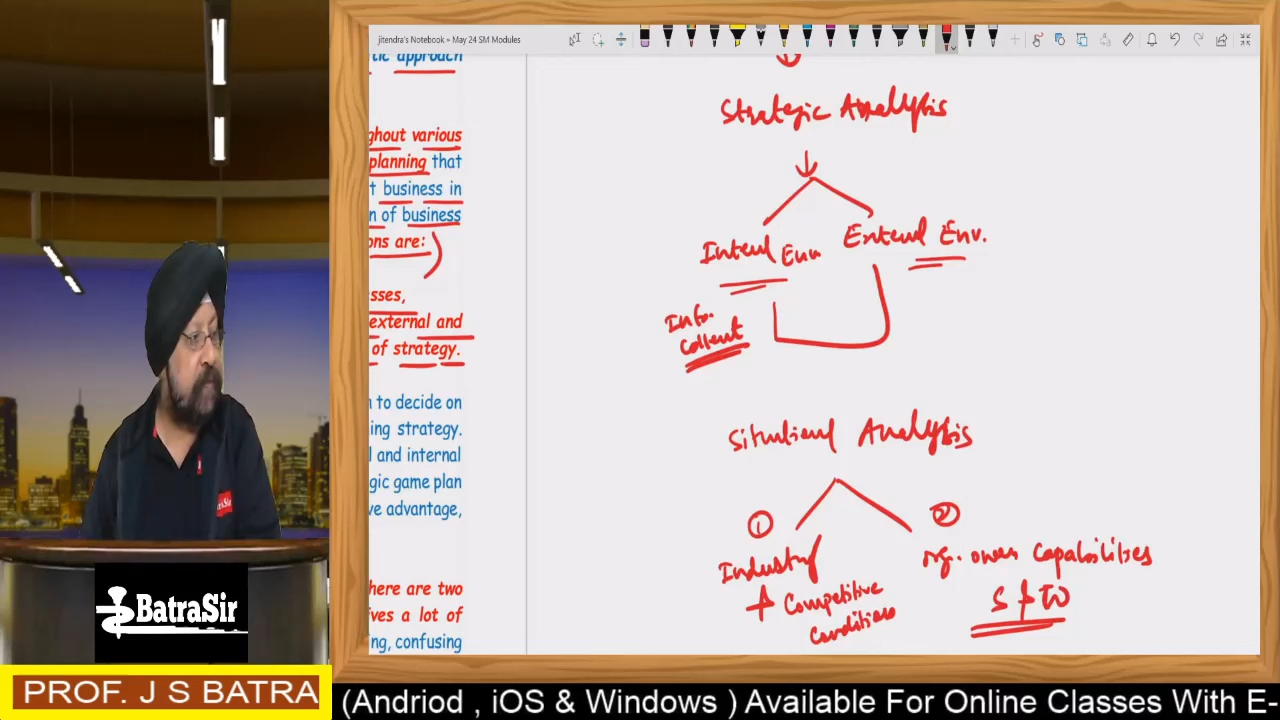 jitendra's Notebook » May 24 SM Modules
tic approach
ghout various
planning that
t business in
n of business
ons are:
sses,
external and
of strategy.
n to decide on
ing strategy.
l and internal
gic game plan
ve advantage,
here are two
ives a lot of
ng, confusing
Strategic Analysis
Internal Env
External Env.
Info.
Collect
Situational Analysis
①
②
Industry
org. own Capabilities
+ Competitive
Conditions
S + W
BatraSir
BatraSir
PROF. J S BATRA
(Andriod , iOS & Windows ) Available For Online Classes With E-